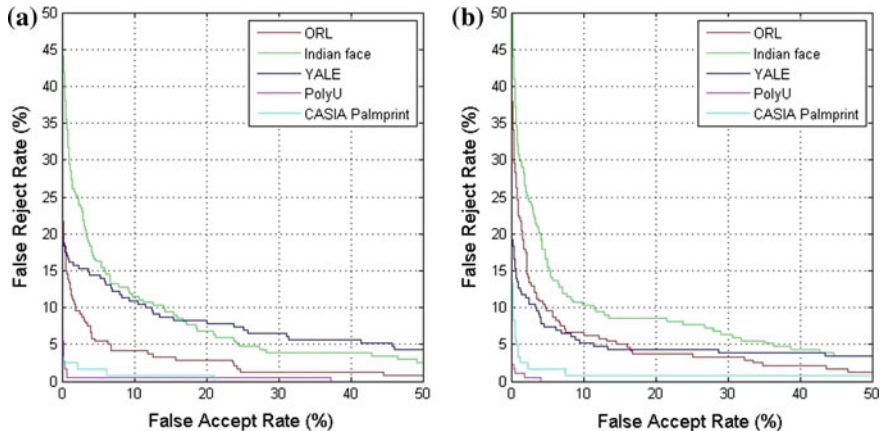 (a)
50
45
40
35
30
25
20
15
10
5
0
0 10 20 30 40 50
False Reject Rate (%)
False Accept Rate (%)
ORL
Indian face
YALE
PolyU
CASIA Palmprint
(b)
50
45
40
35
30
25
20
15
10
5
0
0 10 20 30 40 50
False Reject Rate (%)
False Accept Rate (%)
ORL
Indian face
YALE
PolyU
CASIA Palmprint